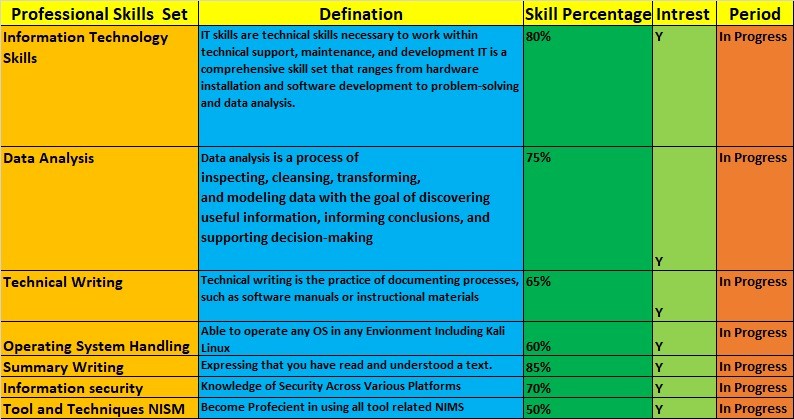 Professional Skills Set Defination Skill Percentage Intrest Period
Information Technology
Skills
IT skills are technical skills necessary to work within
technical support, maintenance, and development IT is a
comprehensive skill set that ranges from hardware
installation and software development to problem-solving
and data analysis.
80%
Y
In Progress
Data Analysis
Data analysis is a process of
inspecting, cleansing, transforming,
and modeling data with the goal of discovering
useful information, informing conclusions, and
supporting decision-making
75%
Y
In Progress
Technical Writing
Technical writing is the practice of documenting processes,
such as software manuals or instructional materials
65%
Y
In Progress
Operating System Handling
Able to operate any OS in any Envionment Including Kali
Linux
60%
Y
In Progress
Summary Writing
Expressing that you have read and understood a text.
85%
Y
In Progress
Information security
Knowledge of Security Across Various Platforms
70%
Y
In Progress
Tool and Techniques NISM
Become Profecient in using all tool related NIMS
50%
Y
In Progress